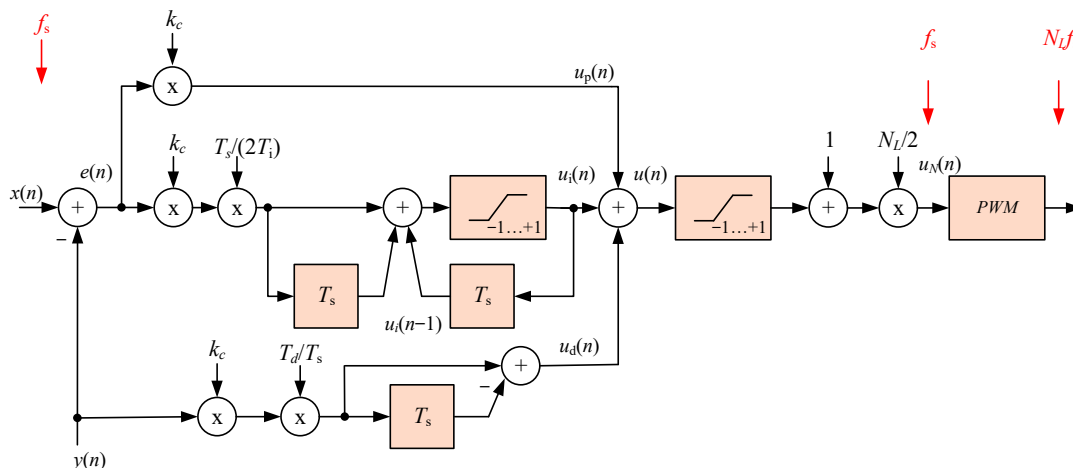 f_s
k_c
f_s
N_L f
u_p(n)
x
k_c
T_s/(2T_i)
1
N_L/2
e(n)
u_i(n)
u(n)
u_N(n)
x(n)
+
x
x
+
−1…+1
+
−1…+1
+
x
PWM
−
T_s
T_s
u_i(n−1)
k_c
T_d/T_s
u_d(n)
+
−
x
x
T_s
y(n)